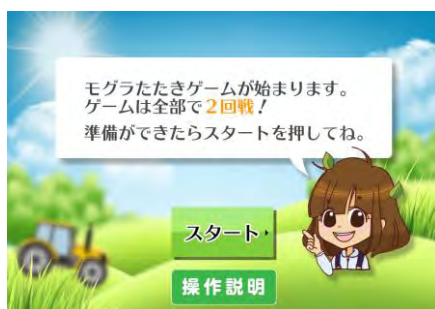 モグラたたきゲームが始まります。
ゲームは全部で2回戦！
準備ができたらスタートを押してね。
スタート
操作説明